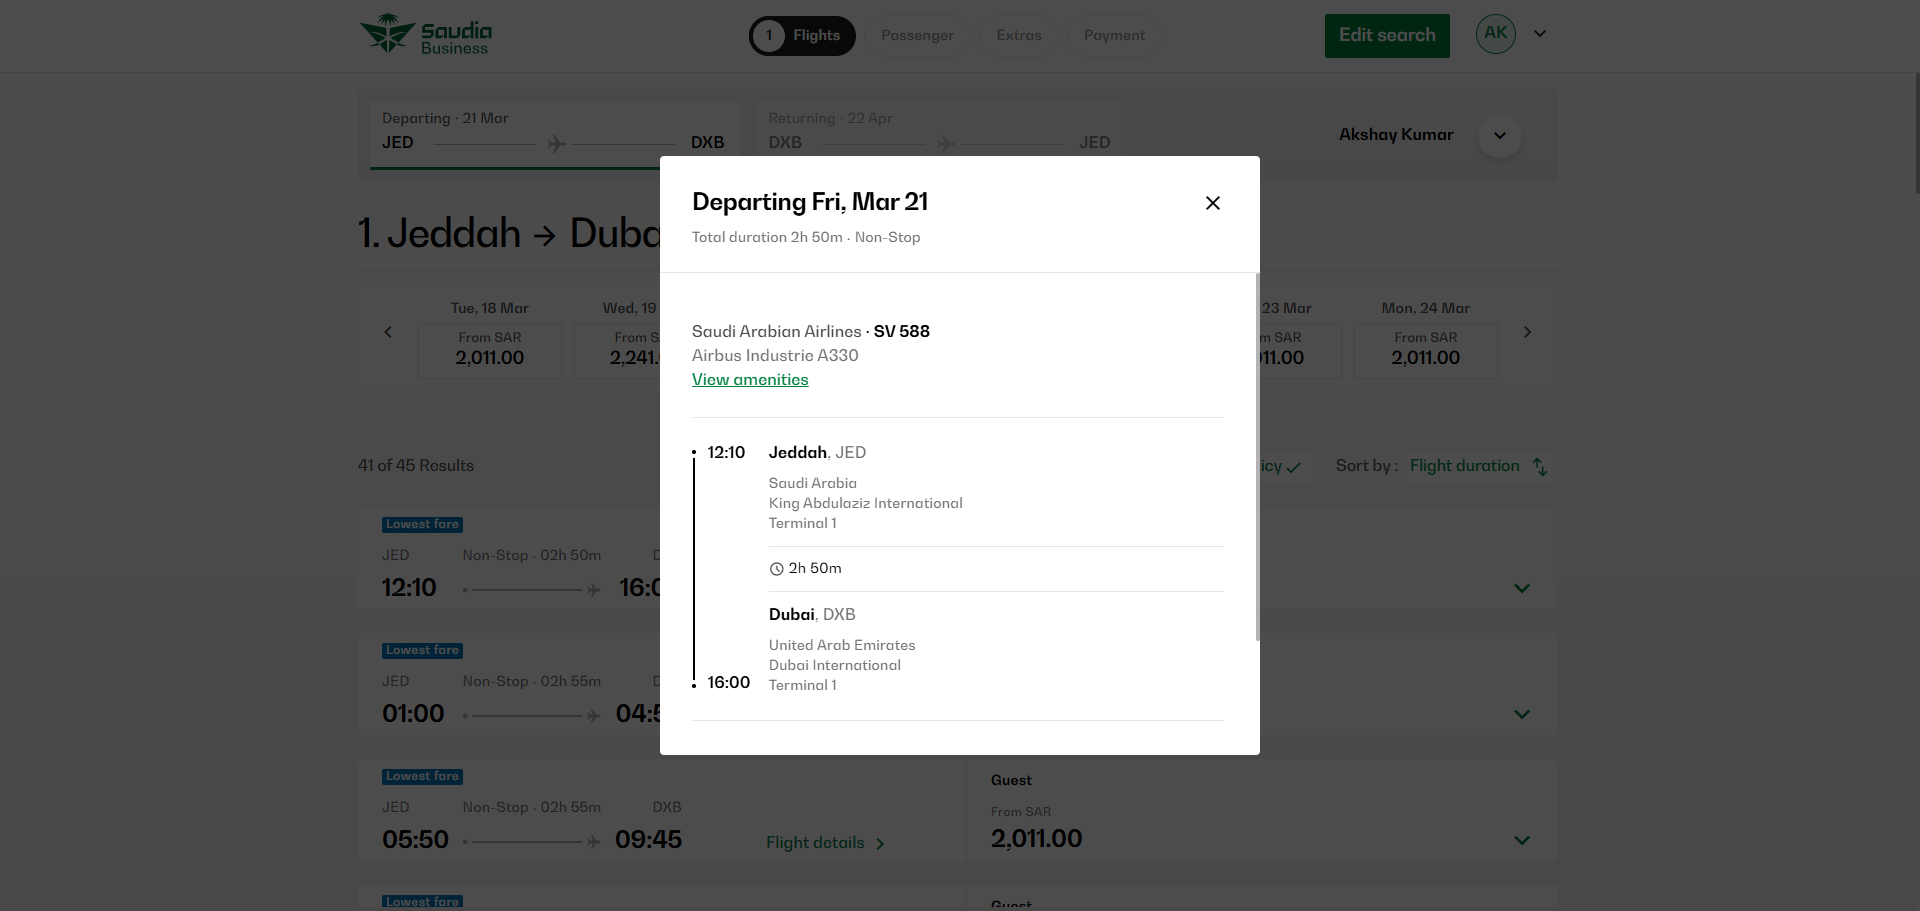 Saudia
Business
1 Flights
Passenger
Extras
Payment
Edit search
AK
Departing · 21 Mar
JED DXB
Returning · 22 Apr
DXB JED
Akshay Kumar
1. Jeddah → Duba
Departing Fri, Mar 21
Total duration 2h 50m · Non-Stop
Tue, 18 Mar
From SAR
2,011.00
Wed, 19
From S
2,241.
23 Mar
m SAR
11.00
Mon, 24 Mar
From SAR
2,011.00
Saudi Arabian Airlines · SV 588
Airbus Industrie A330
View amenities
12:10 Jeddah, JED
Saudi Arabia
King Abdulaziz International
Terminal 1
2h 50m
Dubai, DXB
United Arab Emirates
Dubai International
16:00 Terminal 1
41 of 45 Results
icy
Sort by : Flight duration
Lowest fare
JED Non-Stop · 02h 50m D
12:10 16:0
Lowest fare
JED Non-Stop · 02h 55m D
01:00 04:5
Lowest fare
JED Non-Stop · 02h 55m DXB
05:50 09:45
Flight details
Guest
From SAR
2,011.00
Lowest fare
Guest